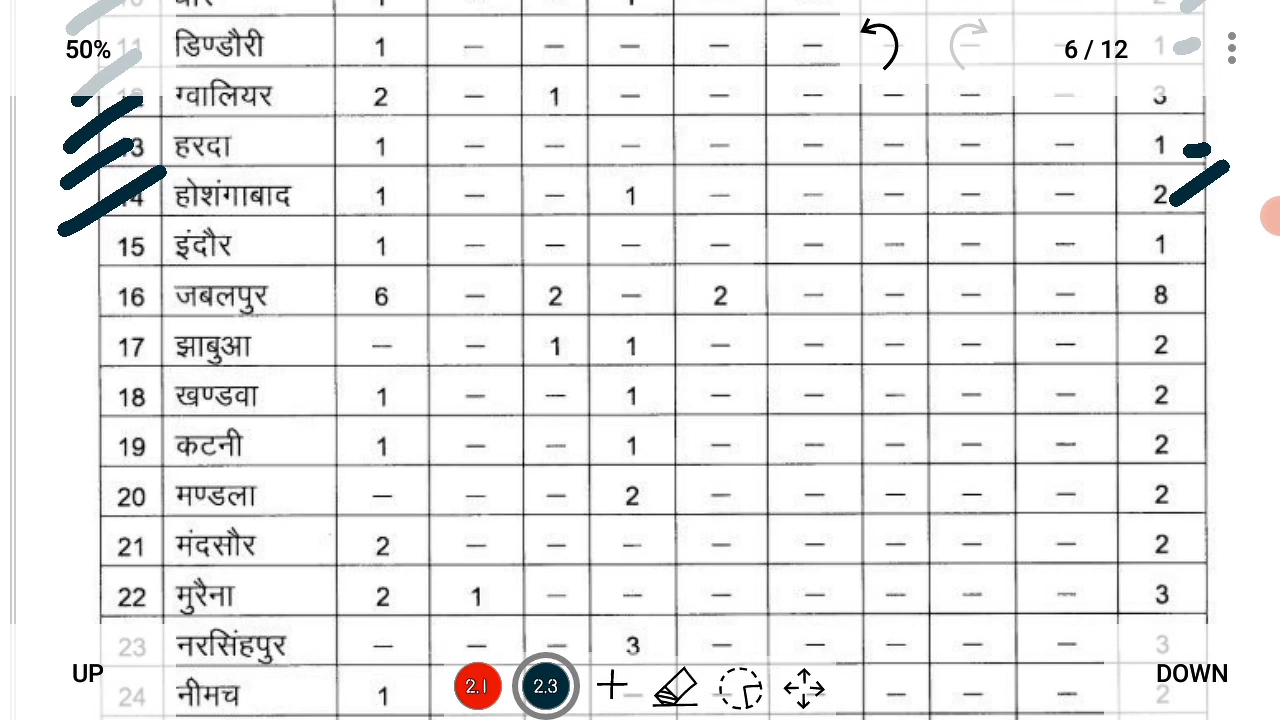 50% 6 / 12
11 डिण्डौरी 1 — — — — — — — 1
12 ग्वालियर 2 — 1 — — — — — — 3
13 हरदा 1 — — — — — — — — 1
14 होशंगाबाद 1 — — 1 — — — — — 2
15 इंदौर 1 — — — — — — — — 1
16 जबलपुर 6 — 2 — 2 — — — — 8
17 झाबुआ — — 1 1 — — — — — 2
18 खण्डवा 1 — — 1 — — — — — 2
19 कटनी 1 — — 1 — — — — — 2
20 मण्डला — — — 2 — — — — — 2
21 मंदसौर 2 — — — — — — — — 2
22 मुरैना 2 1 — — — — — — — 3
23 नरसिंहपुर — — — 3 — — — — — 3
24 नीमच 1 — — — — 2
UP 2.1 2.3 DOWN